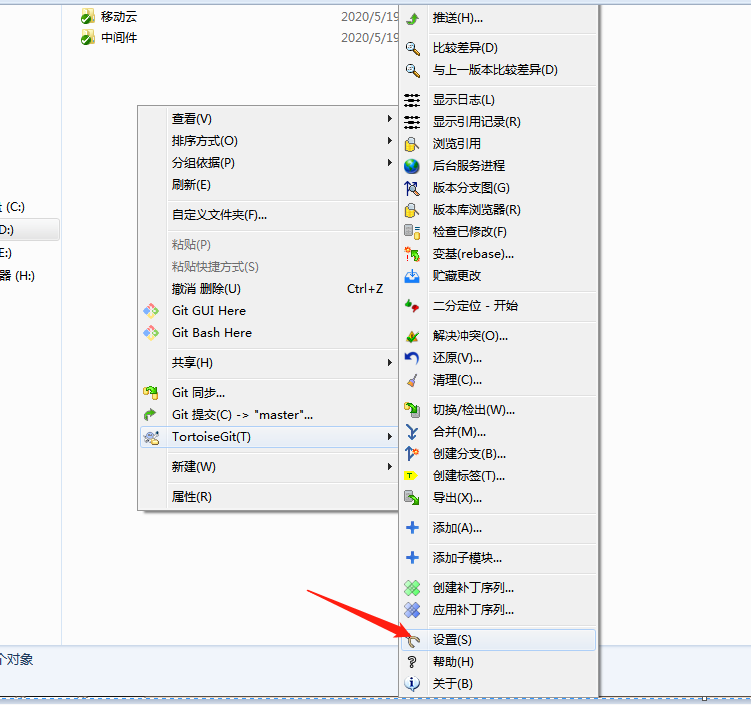 移动云
2020/5/19
中间件
2020/5/19
(C:)
D:)
E:)
器 (H:)
个对象
查看(V)
排序方式(O)
分组依据(P)
刷新(E)
自定义文件夹(F)...
粘贴(P)
粘贴快捷方式(S)
撤消 删除(U)
Ctrl+Z
Git GUI Here
Git Bash Here
共享(H)
Git 同步...
Git 提交(C) -> "master"...
TortoiseGit(T)
新建(W)
属性(R)
推送(H)...
比较差异(D)
与上一版本比较差异(D)
显示日志(L)
显示引用记录(R)
浏览引用
后台服务进程
版本分支图(G)
版本库浏览器(R)
检查已修改(F)
变基(rebase)...
贮藏更改
二分定位 - 开始
解决冲突(O)...
还原(V)...
清理(C)...
切换/检出(W)...
合并(M)...
创建分支(B)...
创建标签(T)...
导出(X)...
添加(A)...
添加子模块...
创建补丁序列...
应用补丁序列...
设置(S)
帮助(H)
关于(B)